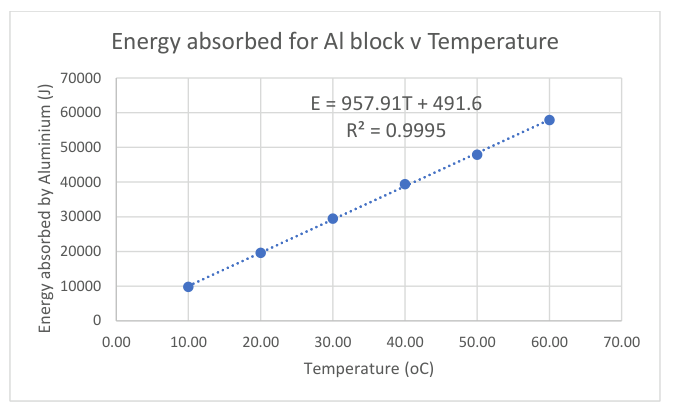 Energy absorbed for Al block v Temperature
E = 957.91T + 491.6
R² = 0.9995
Energy absorbed by Aluminium (J)
70000
60000
50000
40000
30000
20000
10000
0
0.00 10.00 20.00 30.00 40.00 50.00 60.00 70.00
Temperature (oC)